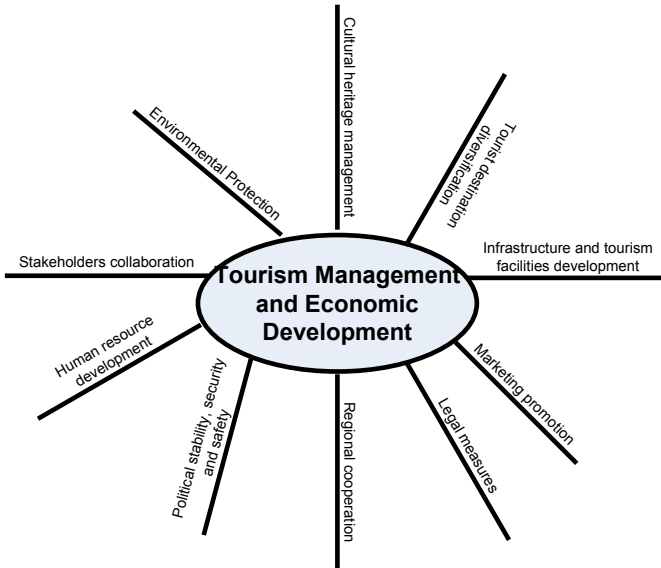 Cultural heritage management
Tourist destination
diversification
Environmental Protection
Infrastructure and tourism
facilities development
Stakeholders collaboration
Tourism Management
and Economic
Development
Human resource
development
Marketing promotion
Political stability, security
and safety
Regional cooperation
Legal measures